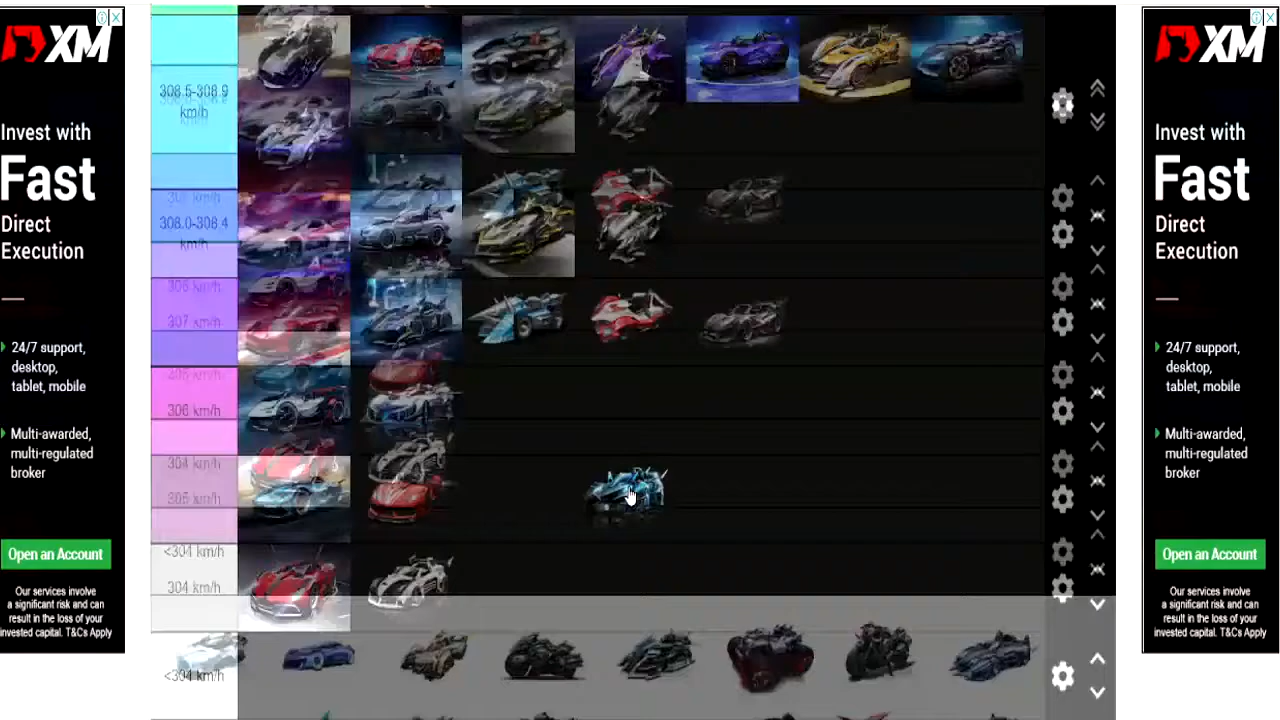 XM
Invest with
Fast
Direct
Execution
24/7 support,
desktop,
tablet, mobile
Multi-awarded,
multi-regulated
broker
Open an Account
Our services involve
a significant risk and can
result in the loss of your
invested capital. T&Cs Apply
308.5-308.9
km/h
308.0-308.4
km/h
307 km/h
306 km/h
304 km/h
305 km/h
<304 km/h
304 km/h
<304 km/h
XM
Invest with
Fast
Direct
Execution
24/7 support,
desktop,
tablet, mobile
Multi-awarded,
multi-regulated
broker
Open an Account
Our services involve
a significant risk and can
result in the loss of your
invested capital. T&Cs Apply